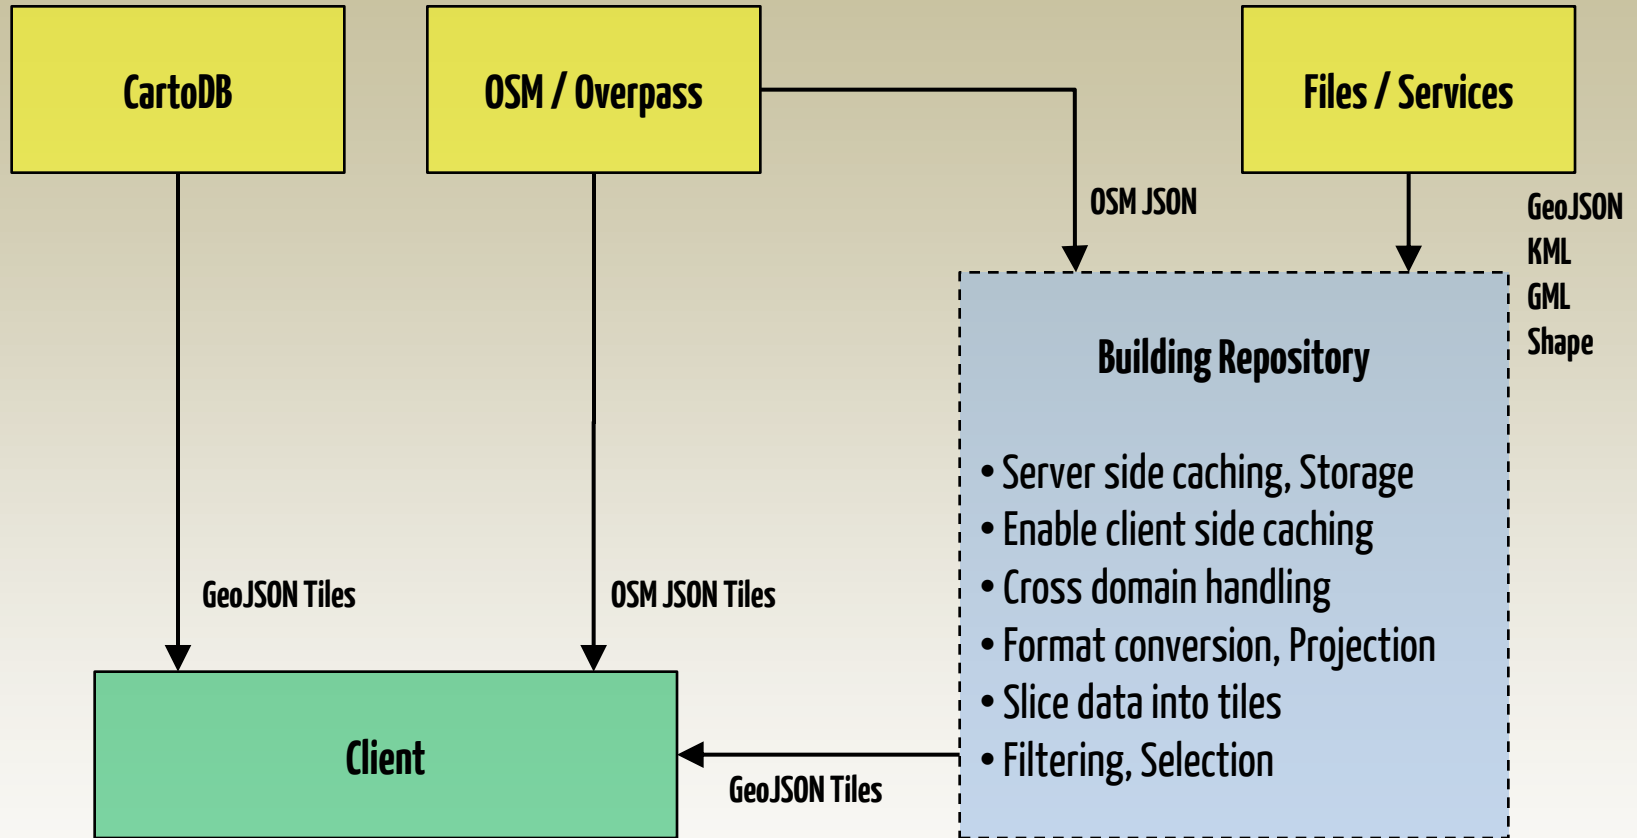 CartoDB
OSM / Overpass
Files / Services
OSM JSON
GeoJSON
KML
GML
Shape
Building Repository
• Server side caching, Storage
• Enable client side caching
• Cross domain handling
• Format conversion, Projection
• Slice data into tiles
• Filtering, Selection
GeoJSON Tiles
OSM JSON Tiles
Client
GeoJSON Tiles